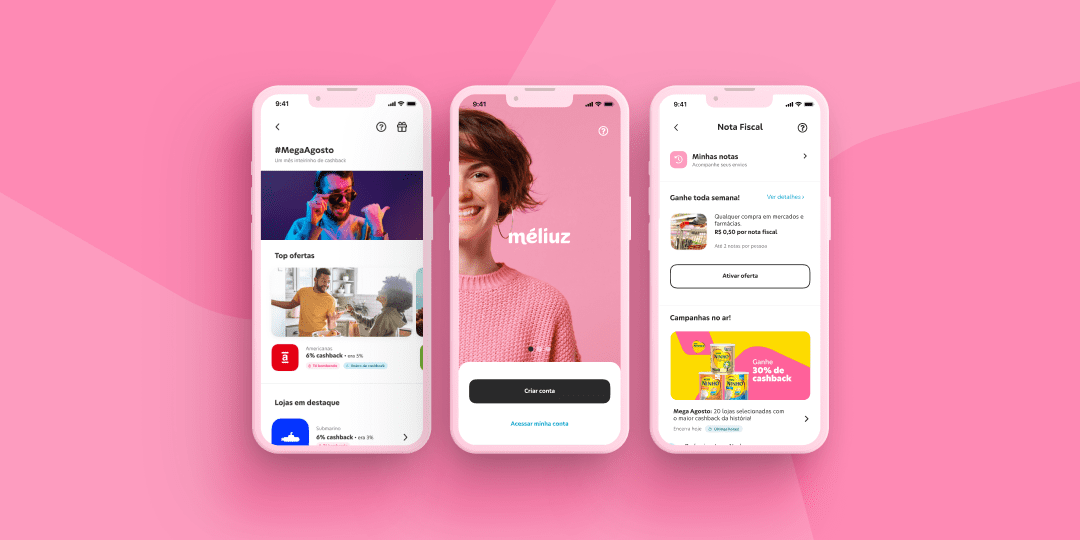 9:41
#MegaAgosto
Um mês inteirinho de cashback
Top ofertas
Americanas
6% cashback • era 5%
Lojas em destaque
Submarino
6% cashback • era 3%
9:41
méliuz
Criar conta
Acessar minha conta
9:41
Nota Fiscal
Minhas notas
Acompanhe seus envios
Ganhe toda semana!
Ver detalhes
Qualquer compra em mercados e
farmácias.
R$ 0,50 por nota fiscal
Até 2 notas por pessoa
Ativar oferta
Campanhas no ar!
NINHO
NINHO
NINHO
Ganhe
30% de
cashback
Mega Agosto: 20 lojas selecionadas com
o maior cashback da história!
Encerra hoje
Últimas horas!